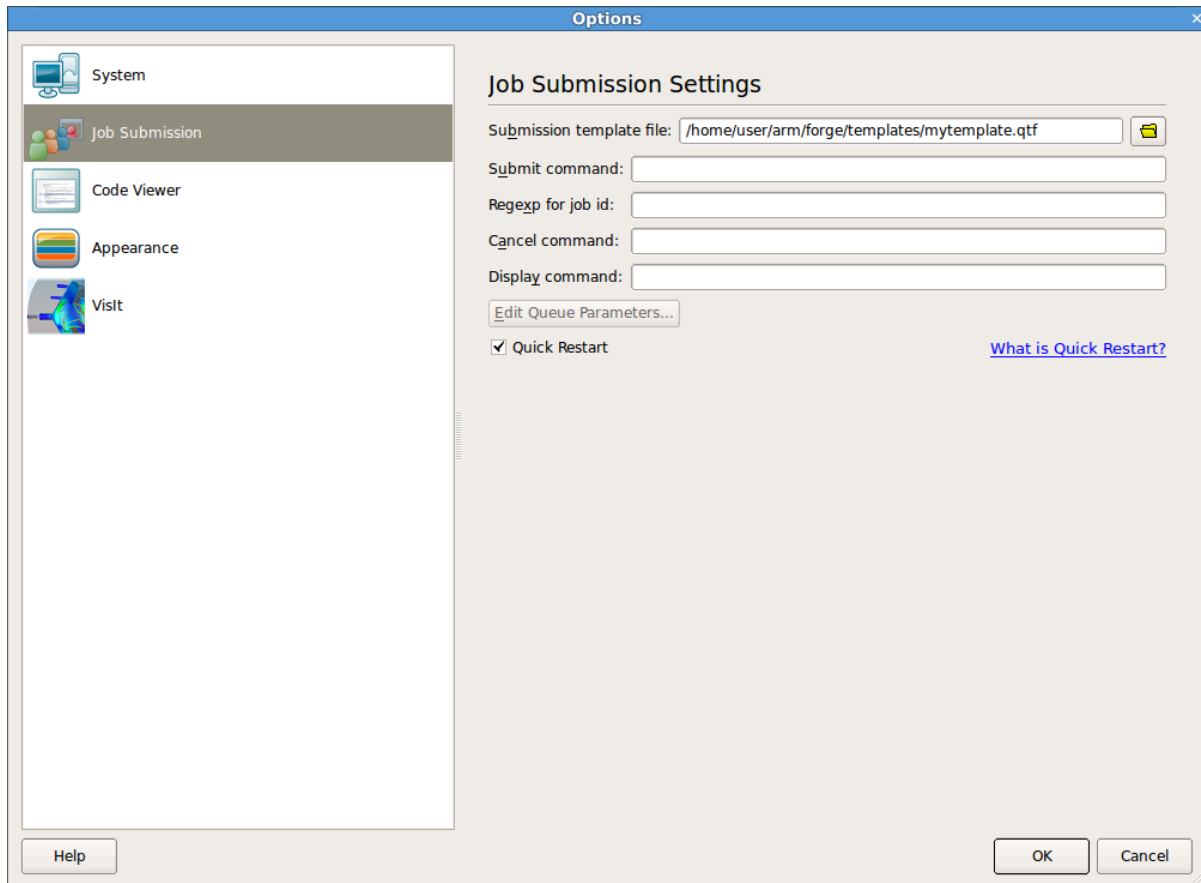 Options
System
Job Submission
Code Viewer
Appearance
VisIt
Job Submission Settings
Submission template file: /home/user/arm/forge/templates/mytemplate.qtf
Submit command:
Regexp for job id:
Cancel command:
Display command:
Edit Queue Parameters...
Quick Restart What is Quick Restart?
Help OK Cancel